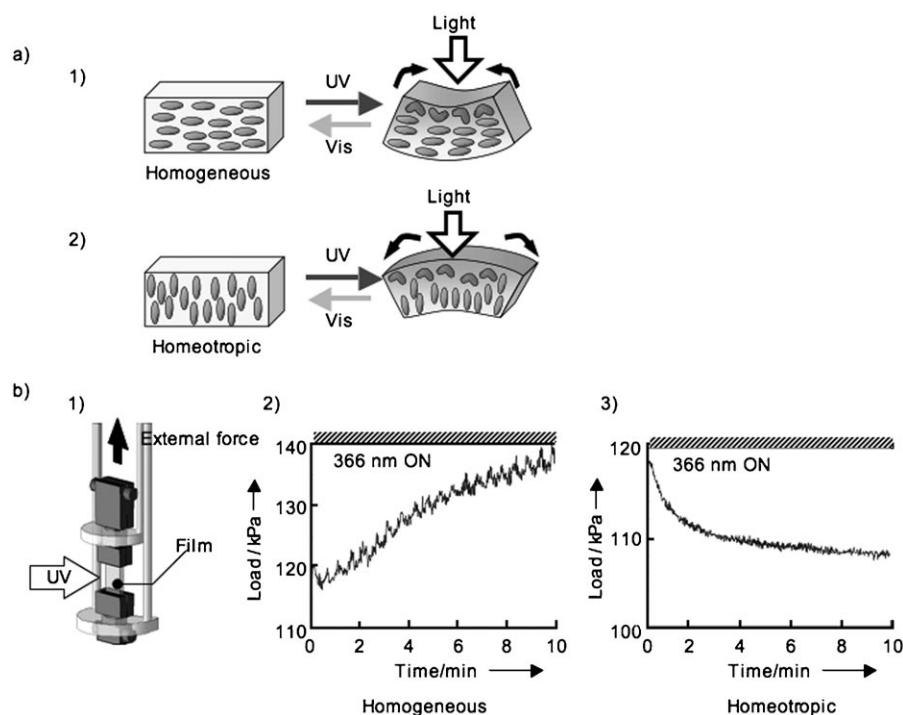 a)
1)
UV
Vis
Homogeneous
Light
2)
UV
Vis
Homeotropic
Light
b)
1)
External force
Film
UV
2)
366 nm ON
Load / kPa
140
130
120
110
0 2 4 6 8 10
Time/min
Homogeneous
3)
366 nm ON
Load / kPa
120
110
100
0 2 4 6 8 10
Time/min
Homeotropic